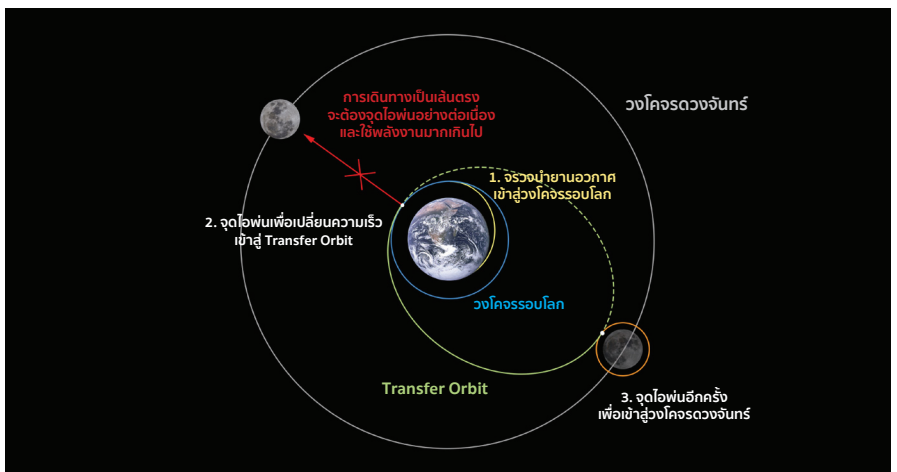 การเดินทางเป็นเส้นตรง
จะต้องจุดไอพ่นอย่างต่อเนื่อง
และใช้พลังงานมากเกินไป
วงโคจรดวงจันทร์
1. จรวจนำยานอวกาศ
เข้าสู่วงโคจรรอบโลก
2. จุดไอพ่นเพื่อเปลี่ยนความเร็ว
เข้าสู่ Transfer Orbit
วงโคจรรอบโลก
Transfer Orbit
3. จุดไอพ่นอีกครั้ง
เพื่อเข้าสู่วงโคจรดวงจันทร์